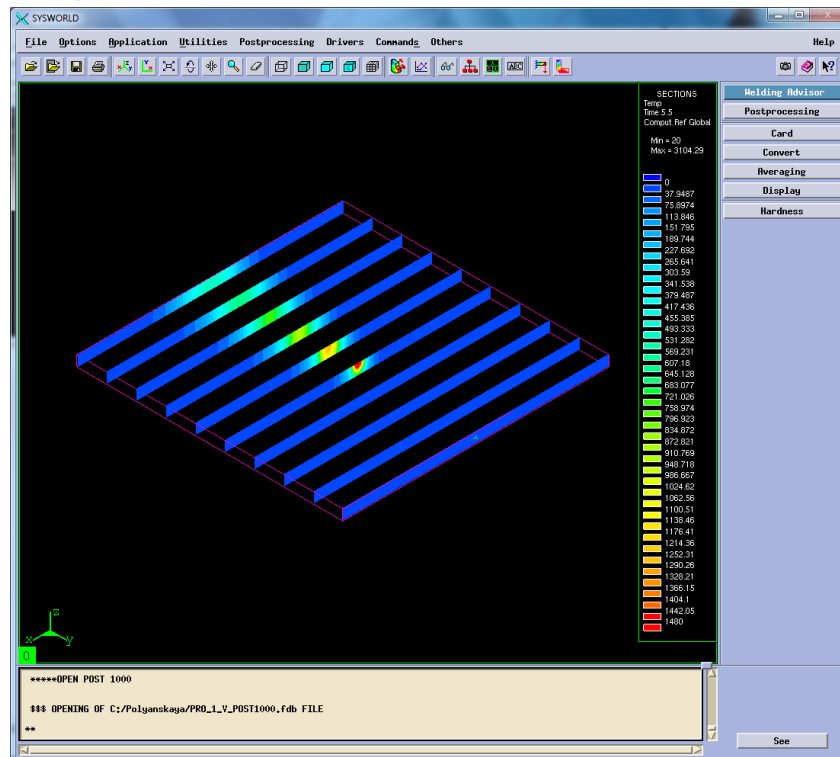 SYSWORLD
File Options Application Utilities Postprocessing Drivers Commands Others Help
ABC
SECTIONS
Temp
Time 5.5
Comput.Ref Global
Min = 20
Max = 3104.29
0
37.9487
75.8974
113.846
151.795
189.744
227.692
265.641
303.59
341.538
379.487
417.436
455.385
493.333
531.282
569.231
607.18
645.128
683.077
721.026
758.974
796.923
834.872
872.821
910.769
948.718
986.667
1024.62
1062.56
1100.51
1138.46
1176.41
1214.36
1252.31
1290.26
1328.21
1366.15
1404.1
1442.05
1480
Welding Advisor
Postprocessing
Card
Convert
Averaging
Display
Hardness
z
x
y
0
*****OPEN POST 1000
$$$ OPENING OF C:/Polyanskaya/PRO_1_V_POST1000.fdb FILE
**
See